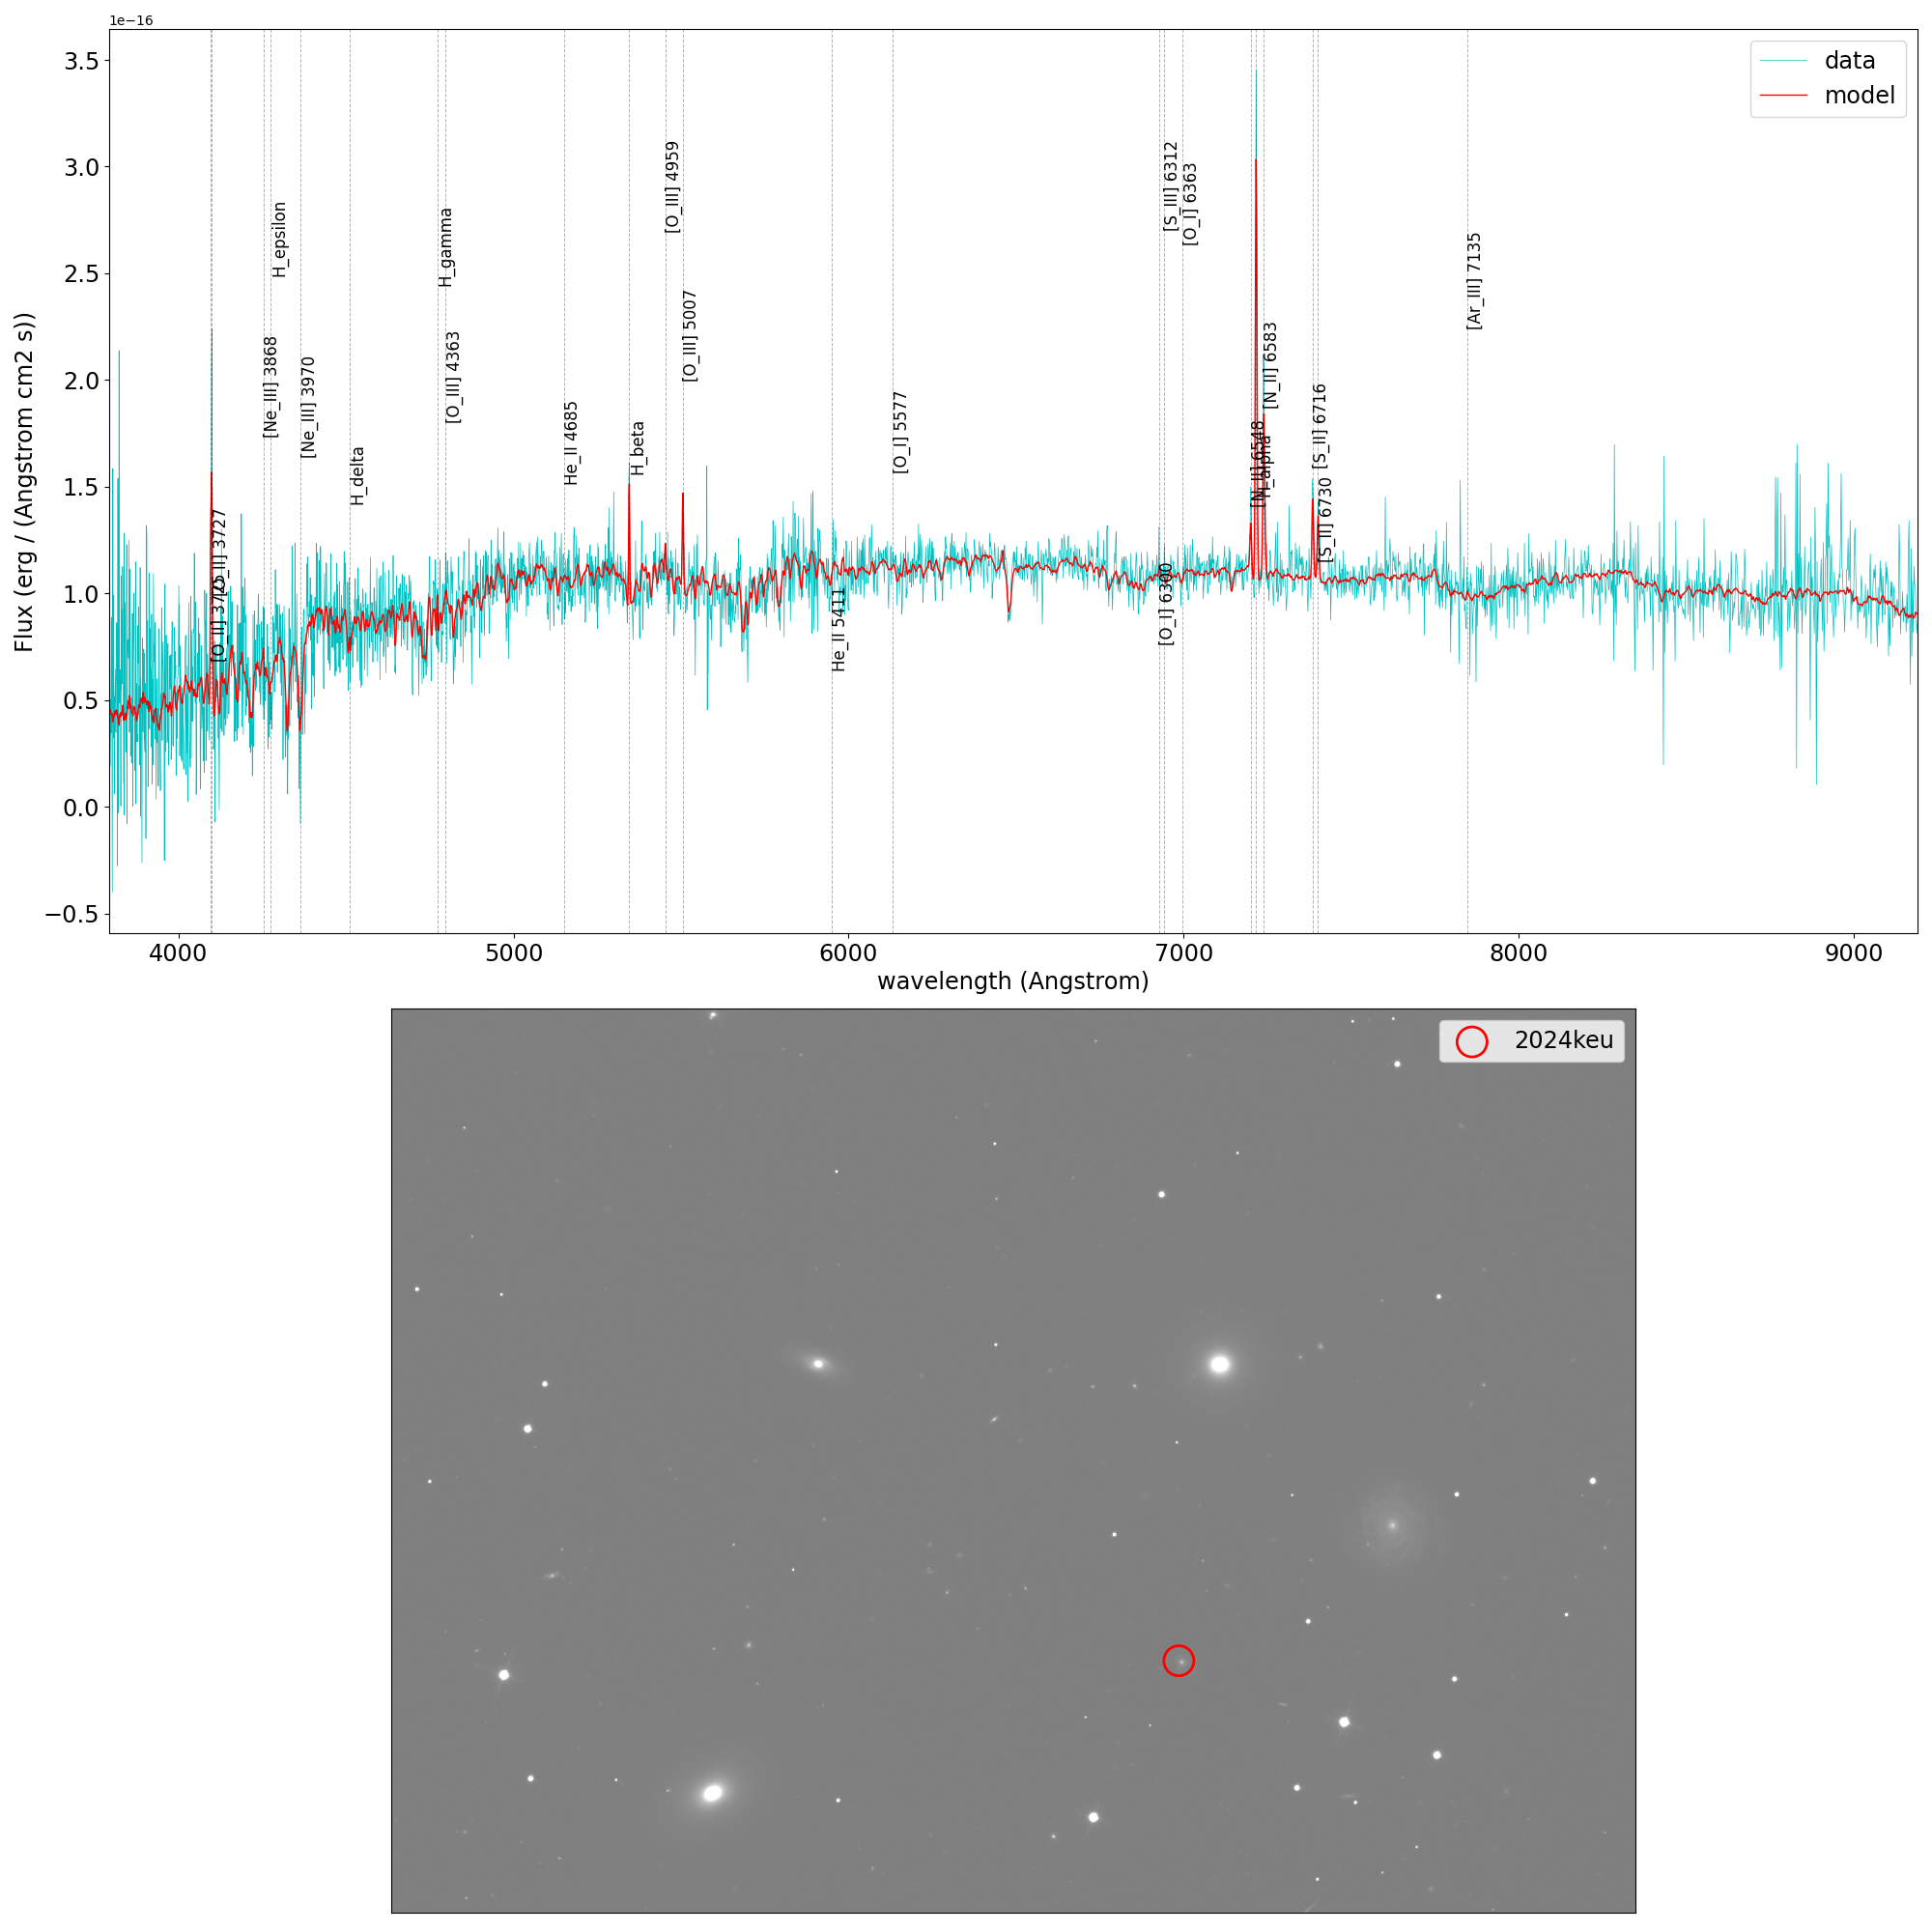 1e−16
3.5
3.0
2.5
2.0
1.5
1.0
0.5
0.0
−0.5
Flux (erg / (Angstrom cm2 s))
data
model
[O_II] 3725
[O_II] 3727
[Ne_III] 3868
H_epsilon
[Ne_III] 3970
H_delta
H_gamma
[O_III] 4363
He_II 4685
H_beta
[O_III] 4959
[O_III] 5007
He_II 5411
[O_I] 5577
[O_I] 6300
[S_III] 6312
[O_I] 6363
[N_II] 6548
H_alpha
[N_II] 6583
[S_II] 6716
[S_II] 6730
[Ar_III] 7135
4000 5000 6000 7000 8000 9000
wavelength (Angstrom)
2024keu